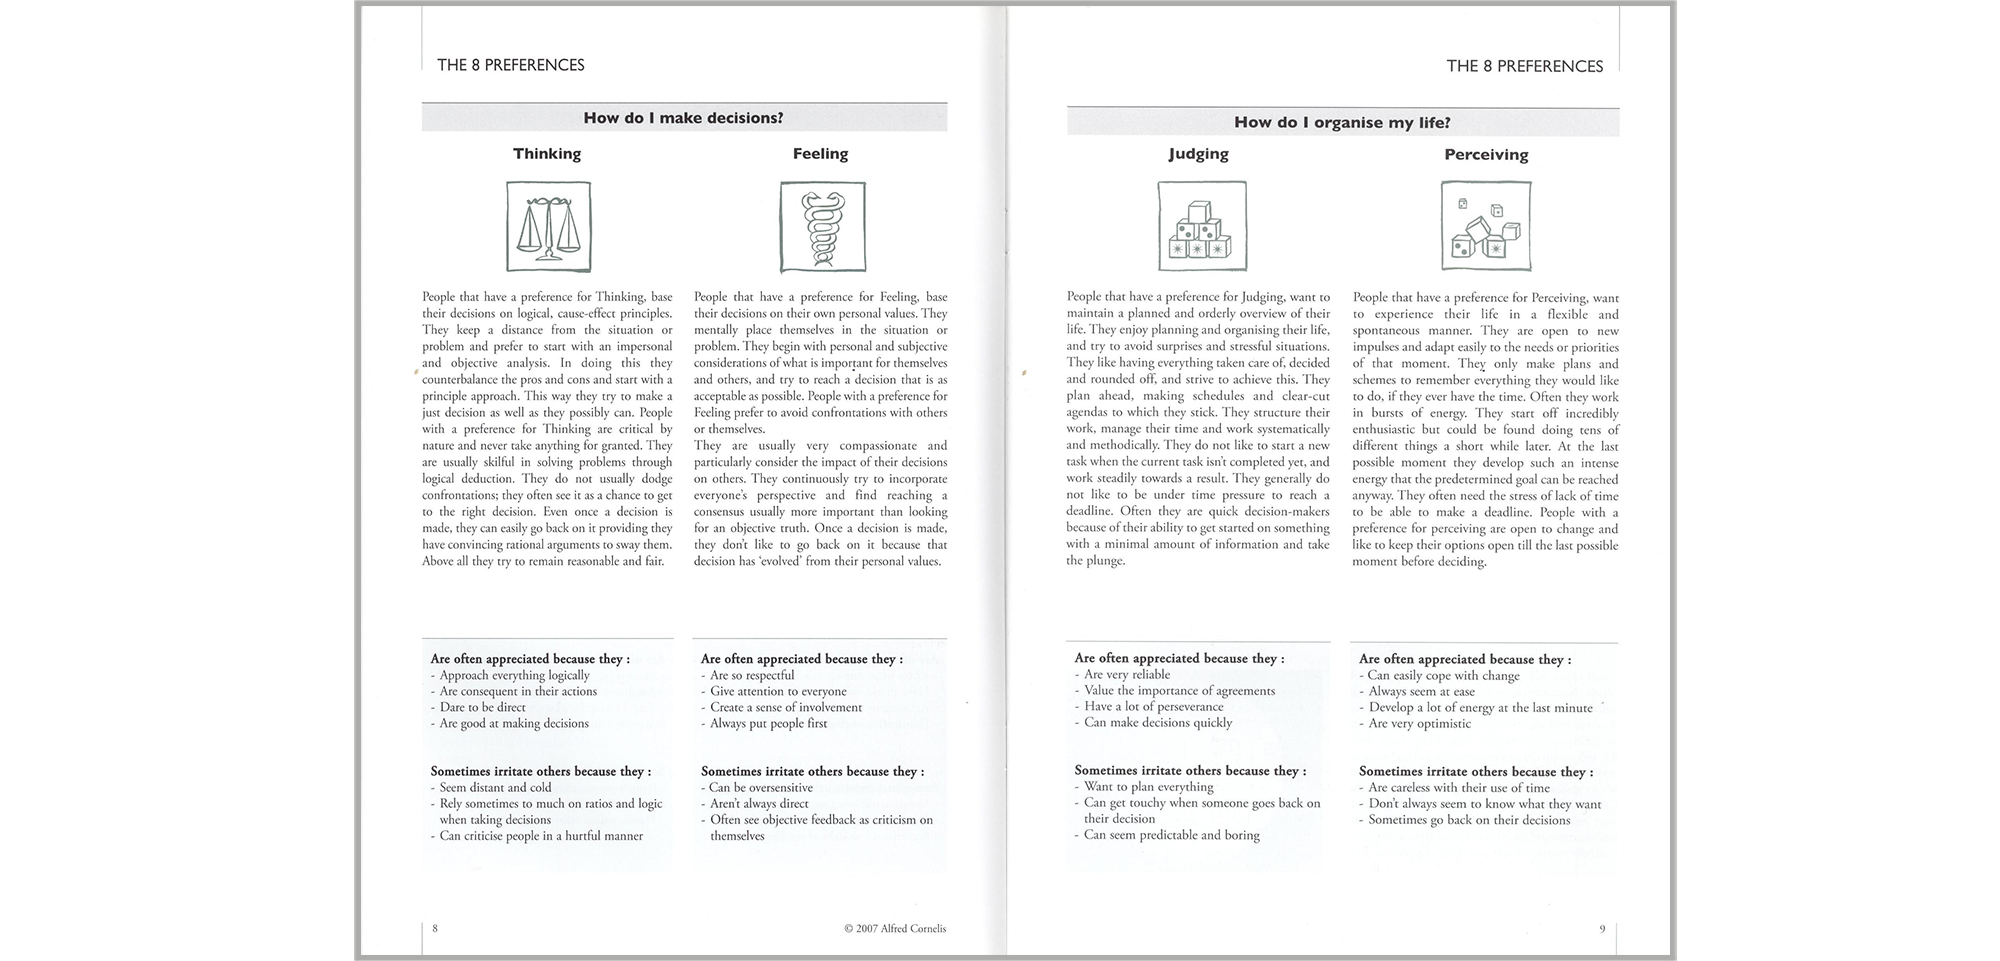 THE 8 PREFERENCES
How do I make decisions?
Thinking
People that have a preference for Thinking, base
their decisions on logical, cause-effect principles.
They keep a distance from the situation or
problem and prefer to start with an impersonal
and objective analysis. In doing this they
counterbalance the pros and cons and start with a
principle approach. This way they try to make a
just decision as well as they possibly can. People
with a preference for Thinking are critical by
nature and never take anything for granted. They
are usually skilful in solving problems through
logical deduction. They do not usually dodge
confrontations; they often see it as a chance to get
to the right decision. Even once a decision is
made, they can easily go back on it providing they
have convincing rational arguments to sway them.
Above all they try to remain reasonable and fair.
Are often appreciated because they :
- Approach everything logically
- Are consequent in their actions
- Dare to be direct
- Are good at making decisions
Sometimes irritate others because they :
- Seem distant and cold
- Rely sometimes to much on ratios and logic
when taking decisions
- Can criticise people in a hurtful manner
Feeling
People that have a preference for Feeling, base
their decisions on their own personal values. They
mentally place themselves in the situation or
problem. They begin with personal and subjective
considerations of what is important for themselves
and others, and try to reach a decision that is as
acceptable as possible. People with a preference for
Feeling prefer to avoid confrontations with others
or themselves.
They are usually very compassionate and
particularly consider the impact of their decisions
on others. They continuously try to incorporate
everyone's perspective and find reaching a
consensus usually more important than looking
for an objective truth. Once a decision is made,
they don't like to go back on it because that
decision has 'evolved' from their personal values.
Are often appreciated because they :
- Are so respectful
- Give attention to everyone
- Create a sense of involvement
- Always put people first
Sometimes irritate others because they :
- Can be oversensitive
- Aren't always direct
- Often see objective feedback as criticism on
themselves
8
© 2007 Alfred Cornelis
THE 8 PREFERENCES
How do I organise my life?
Judging
People that have a preference for Judging, want to
maintain a planned and orderly overview of their
life. They enjoy planning and organising their life,
and try to avoid surprises and stressful situations.
They like having everything taken care of, decided
and rounded off, and strive to achieve this. They
plan ahead, making schedules and clear-cut
agendas to which they stick. They structure their
work, manage their time and work systematically
and methodically. They do not like to start a new
task when the current task isn't completed yet, and
work steadily towards a result. They generally do
not like to be under time pressure to reach a
deadline. Often they are quick decision-makers
because of their ability to get started on something
with a minimal amount of information and take
the plunge.
Are often appreciated because they :
- Are very reliable
- Value the importance of agreements
- Have a lot of perseverance
- Can make decisions quickly
Sometimes irritate others because they :
- Want to plan everything
- Can get touchy when someone goes back on
their decision
- Can seem predictable and boring
Perceiving
People that have a preference for Perceiving, want
to experience their life in a flexible and
spontaneous manner. They are open to new
impulses and adapt easily to the needs or priorities
of that moment. They only make plans and
schemes to remember everything they would like
to do, if they ever have the time. Often they work
in bursts of energy. They start off incredibly
enthusiastic but could be found doing tens of
different things a short while later. At the last
possible moment they develop such an intense
energy that the predetermined goal can be reached
anyway. They often need the stress of lack of time
to be able to make a deadline. People with a
preference for perceiving are open to change and
like to keep their options open till the last possible
moment before deciding.
Are often appreciated because they :
- Can easily cope with change
- Always seem at ease
- Develop a lot of energy at the last minute
- Are very optimistic
Sometimes irritate others because they :
- Are careless with their use of time
- Don't always seem to know what they want
- Sometimes go back on their decisions
9